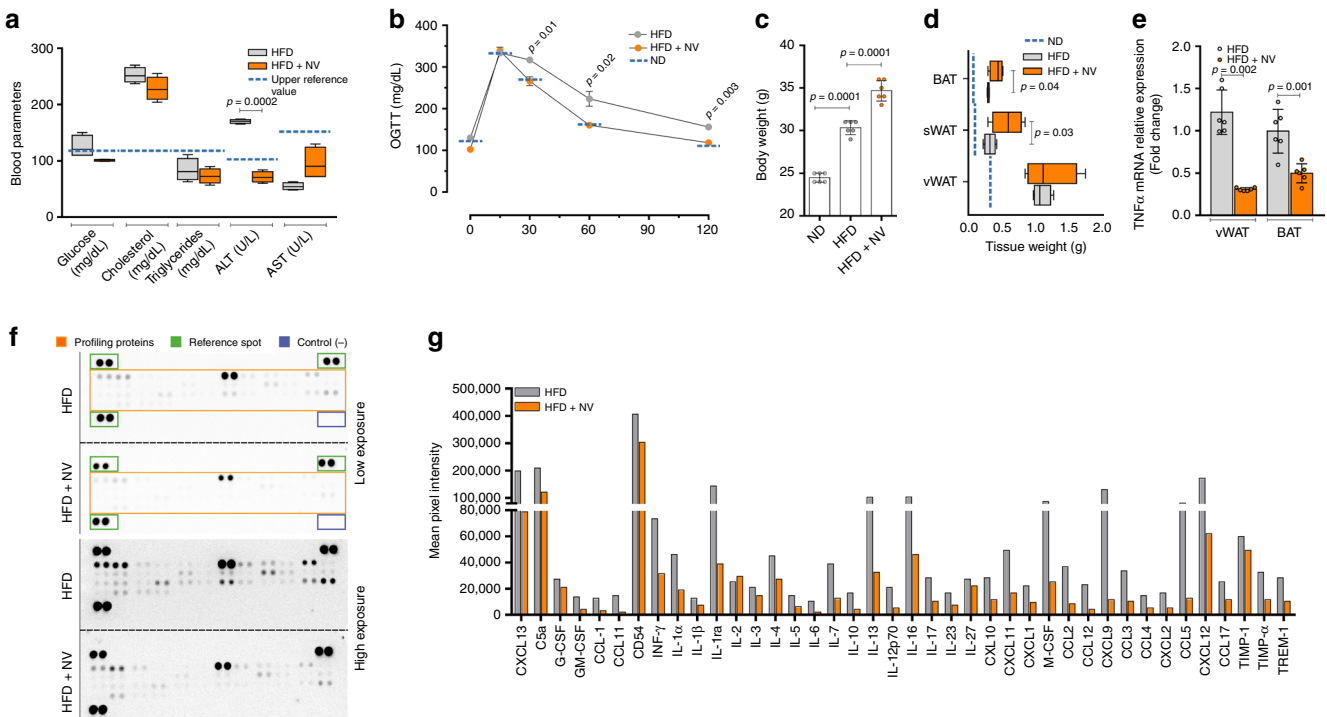 a
300
200
100
0
Blood parameters
HFD
HFD + NV
Upper reference
value
p = 0.0002
Glucose
(mg/dL)
Cholesterol
(mg/dL)
Triglycerides
(mg/dL)
ALT (U/L)
AST (U/L)
b
400
300
200
100
0
OGTT (mg/dL)
p = 0.01
p = 0.02
p = 0.003
HFD
HFD + NV
ND
0
30
60
90
120
c
40
35
30
25
20
Body weight (g)
p = 0.0001
p = 0.0001
ND
HFD
HFD + NV
d
ND
HFD
HFD + NV
BAT
sWAT
vWAT
p = 0.04
p = 0.03
0
0.5
1.0
1.5
2.0
Tissue weight (g)
e
2.0
1.5
1.0
0.5
0.0
TNFα mRNA relative expression
(Fold change)
HFD
HFD + NV
p = 0.002
p = 0.001
vWAT
BAT
f
Profiling proteins
Reference spot
Control (–)
HFD
HFD + NV
Low exposure
HFD
HFD + NV
High exposure
g
HFD
HFD + NV
500,000
400,000
300,000
200,000
100,000
80,000
60,000
40,000
20,000
0
Mean pixel intensity
CXCL13
C5a
G-CSF
GM-CSF
CCL-1
CCL11
CD54
INF-γ
IL-1α
IL-1β
IL-1ra
IL-2
IL-3
IL-4
IL-5
IL-6
IL-7
IL-10
IL-13
IL-12p70
IL-16
IL-17
IL-23
IL-27
CXL10
CXCL11
CXCL1
M-CSF
CCL2
CCL12
CXCL9
CCL3
CCL4
CXCL2
CCL5
CXCL12
CCL17
TIMP-1
TIMP-α
TREM-1